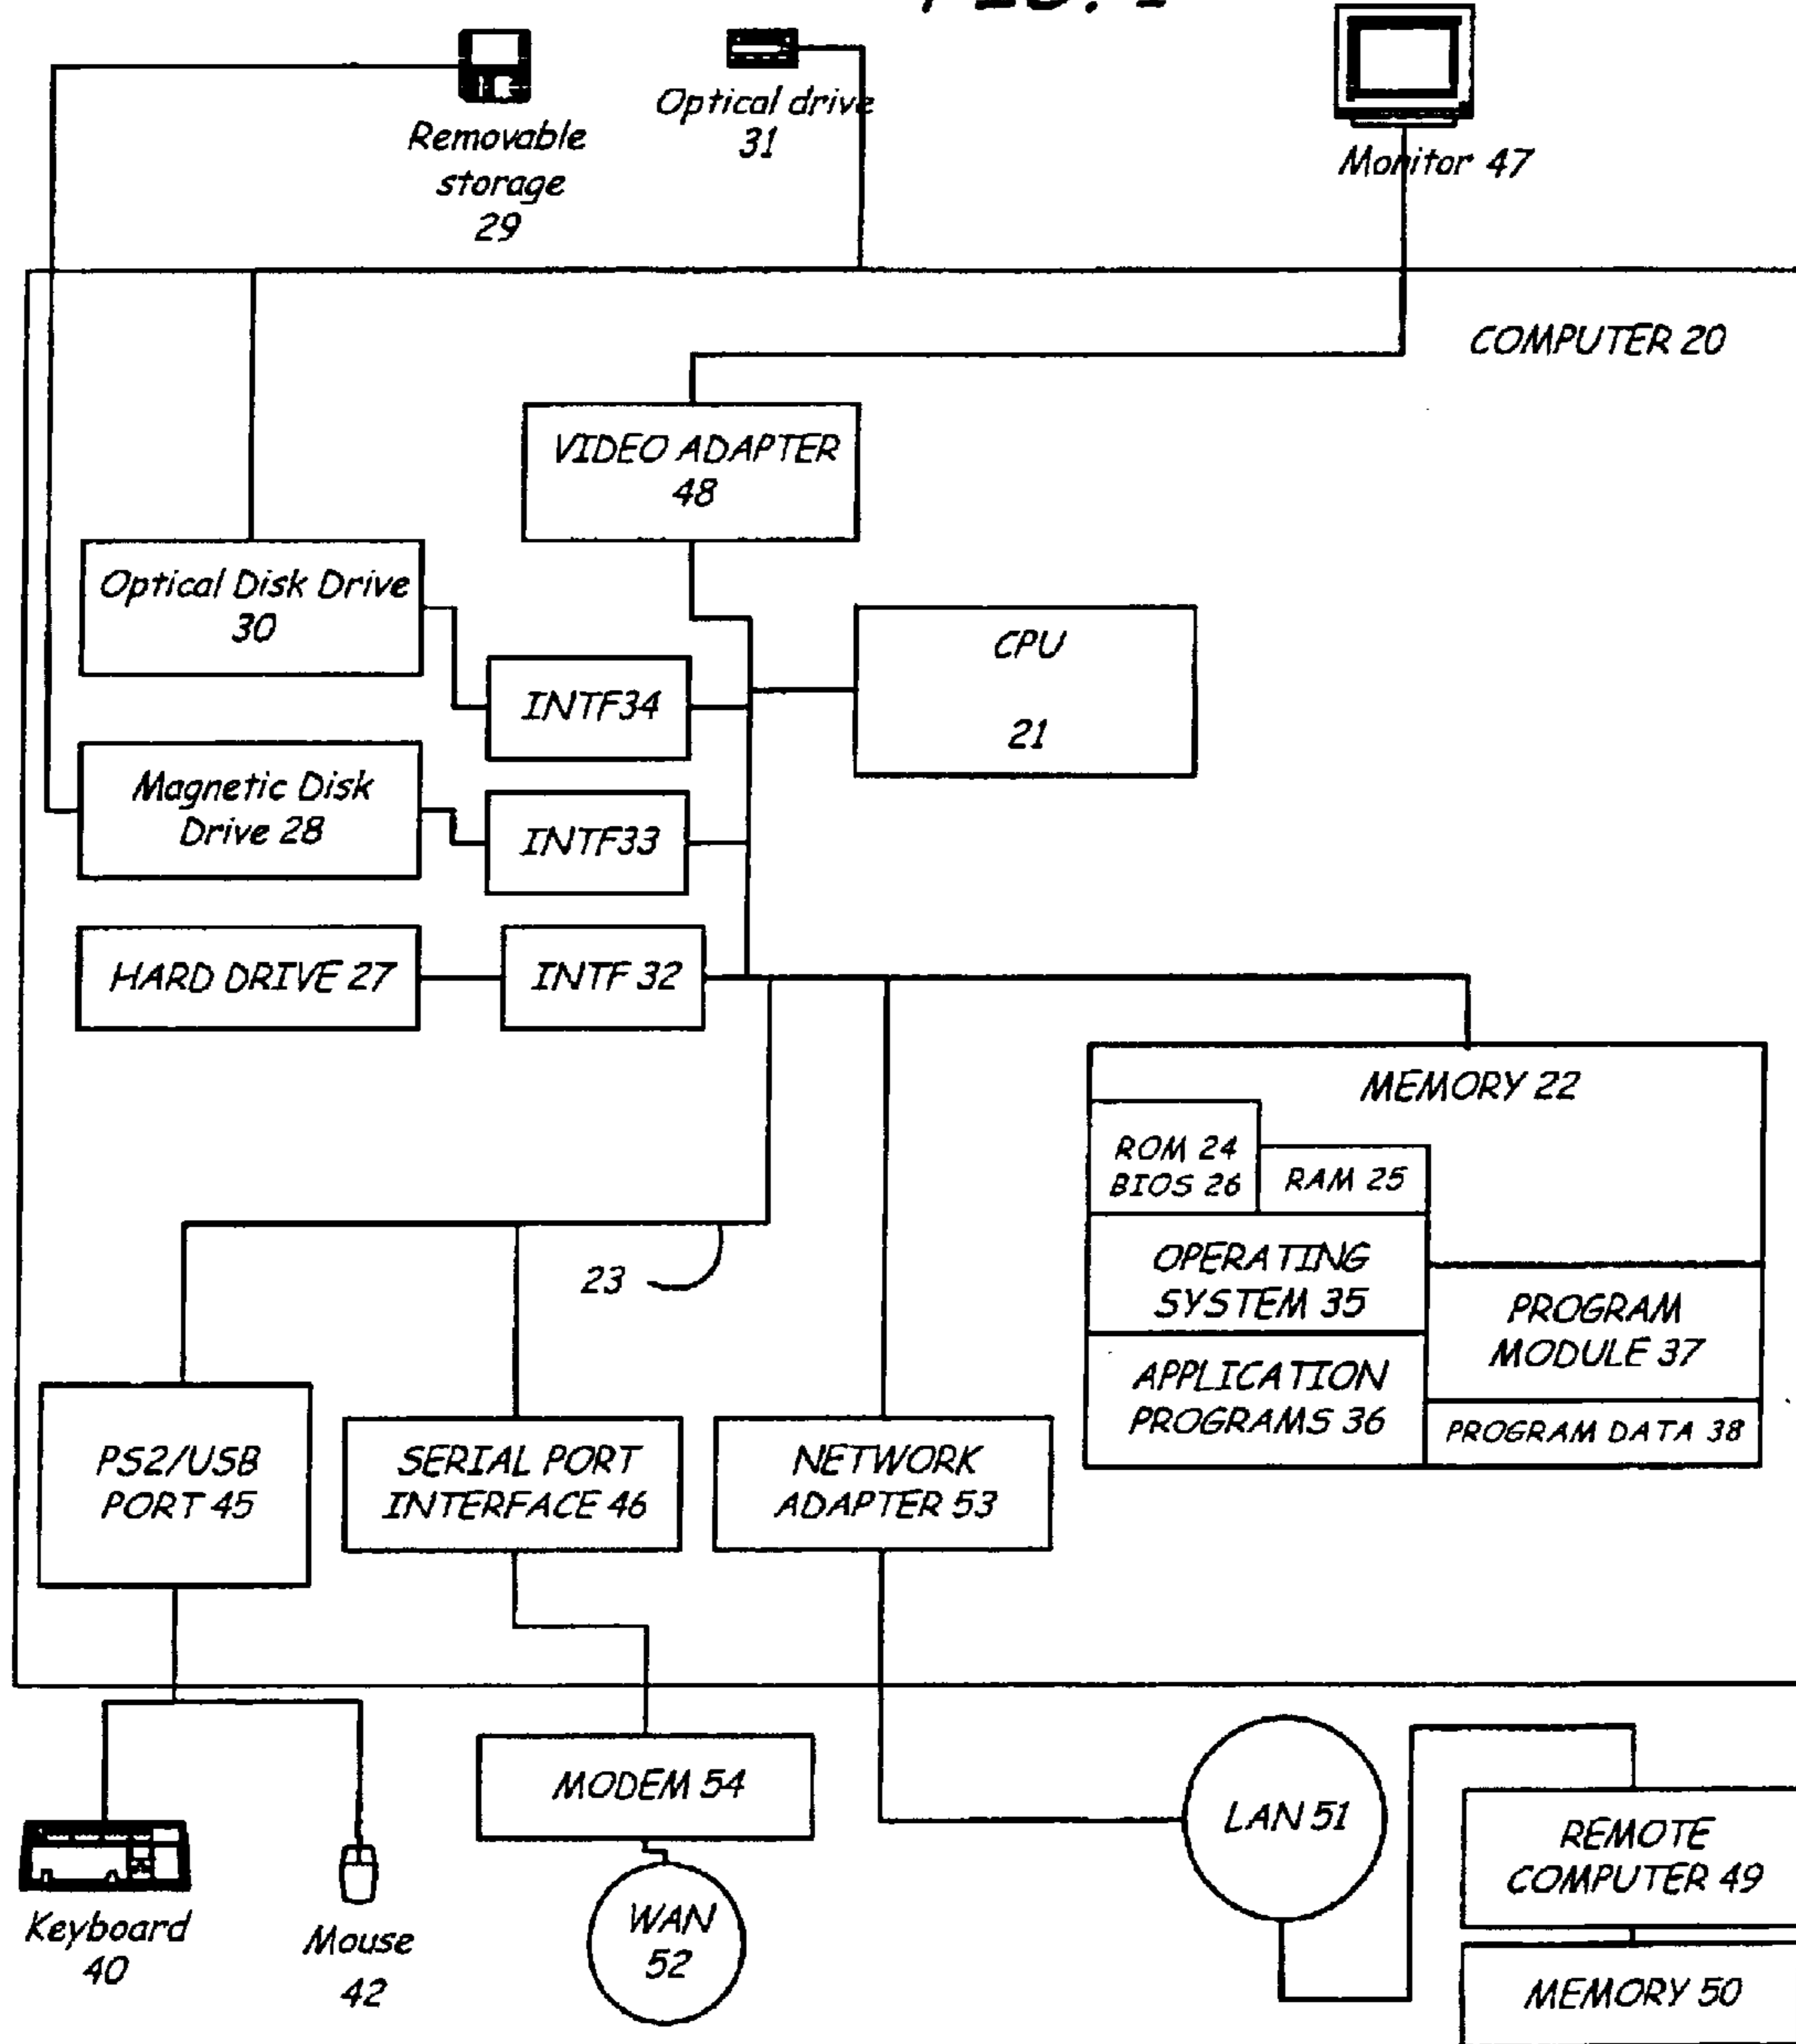 Removable
storage
29
Optical drive
31
Monitor 47
COMPUTER 20
VIDEO ADAPTER
48
Optical Disk Drive
30
CPU
21
INTF34
Magnetic Disk
Drive 28
INTF33
HARD DRIVE 27
INTF 32
MEMORY 22
ROM 24
BIOS 26
RAM 25
OPERATING
SYSTEM 35
PROGRAM
MODULE 37
APPLICATION
PROGRAMS 36
PROGRAM DATA 38
23
PS2/USB
PORT 45
SERIAL PORT
INTERFACE 46
NETWORK
ADAPTER 53
MODEM 54
LAN 51
REMOTE
COMPUTER 49
Keyboard
40
Mouse
42
WAN
52
MEMORY 50